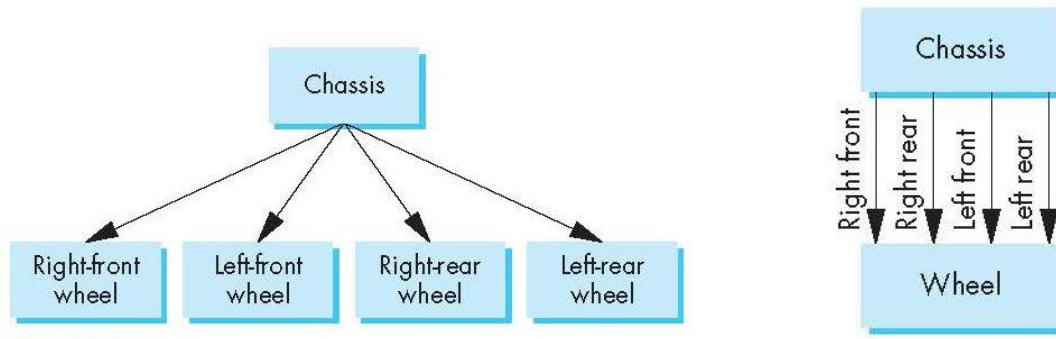 Chassis
Right-front
wheel
Left-front
wheel
Right-rear
wheel
Left-rear
wheel
Chassis
Right front
Right rear
Left front
Left rear
Wheel